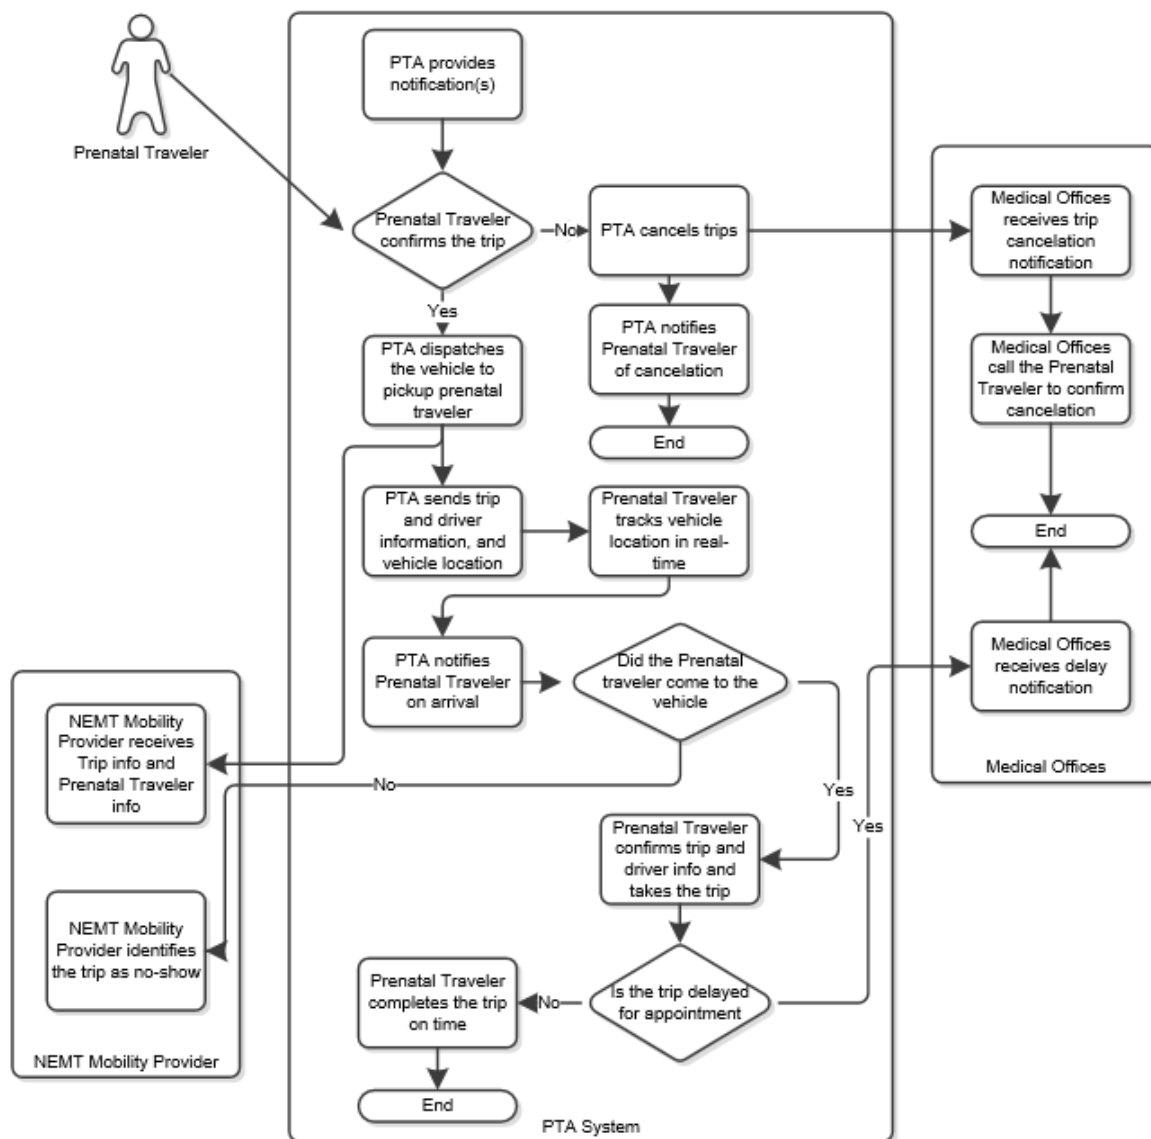 PTA provides
notification(s)
Prenatal Traveler
Prenatal Traveler
confirms the trip
No
PTA cancels trips
Medical Offices
receives trip
cancelation
notification
Yes
PTA dispatches
the vehicle to
pickup prenatal
traveler
PTA notifies
Prenatal Traveler
of cancelation
Medical Offices
call the Prenatal
Traveler to confirm
cancelation
End
PTA sends trip
and driver
information, and
vehicle location
Prenatal Traveler
tracks vehicle
location in real-
time
End
PTA notifies
Prenatal Traveler
on arrival
Did the Prenatal
traveler come to the
vehicle
Medical Offices
receives delay
notification
Medical Offices
NEMT Mobility
Provider receives
Trip info and
Prenatal Traveler
info
No
Yes
Yes
Prenatal Traveler
confirms trip and
driver info and
takes the trip
NEMT Mobility
Provider identifies
the trip as no-show
NEMT Mobility Provider
Prenatal Traveler
completes the trip
on time
No
Is the trip delayed
for appointment
End
PTA System